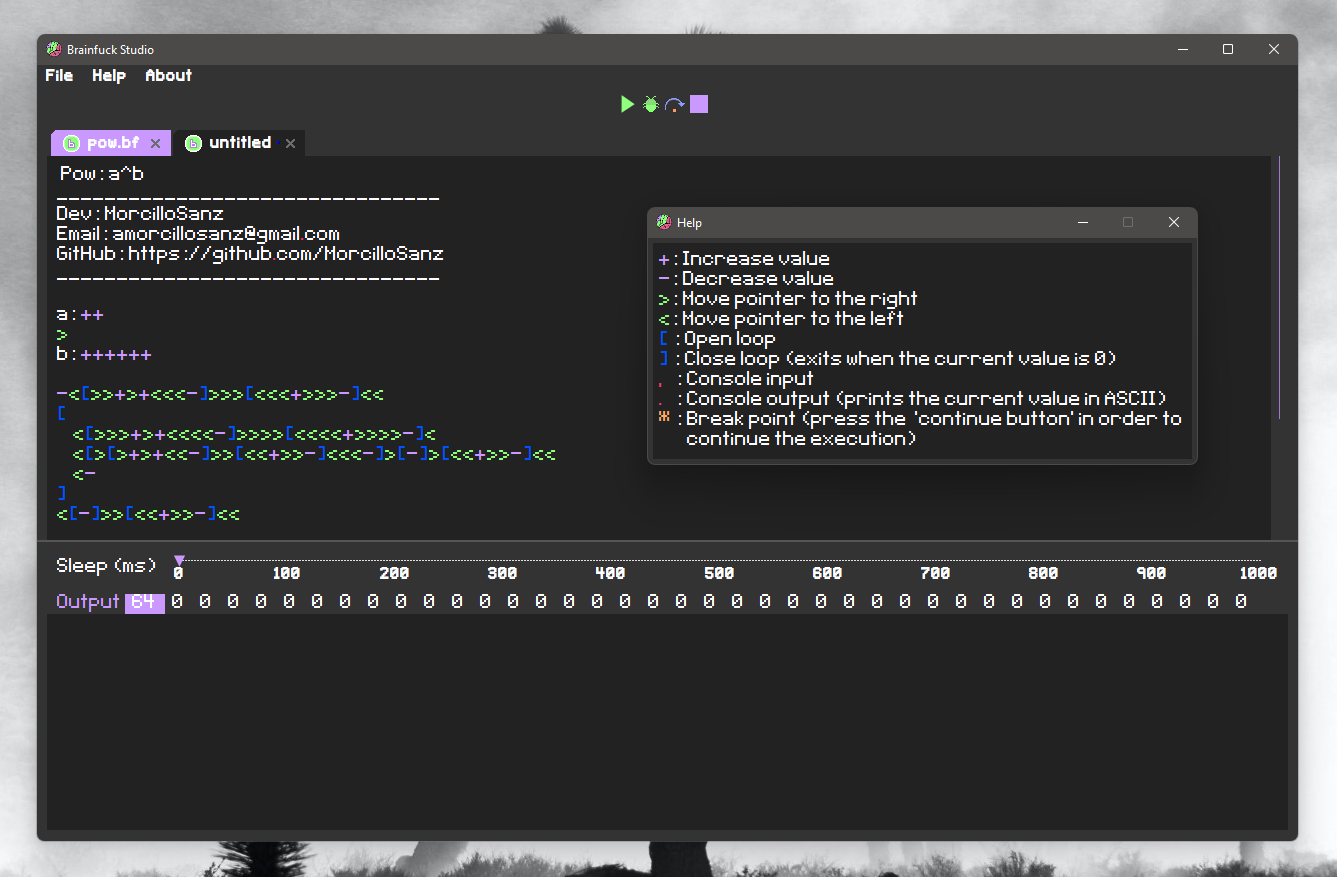 Brainfuck Studio
File Help About
pow.bf untitled
Pow:a^b
________________________________
Dev:MorcilloSanz
Email:amorcillosanz@gmail.com
GitHub:https://github.com/MorcilloSanz
--------------------------------
a:++
>
b:++++++
-<[>>+>+<<<-]>>>[<<<+>>>-]<<
[
<[>>>+>+<<<<-]>>>>[<<<<+>>>>-]<
<[>[>+>+<<-]>>[<<+>>-]<<<-]>[-]>[<<+>>-]<<
<-
]
<[-]>>[<<+>>-]<<
Help
+:Increase value
-:Decrease value
>:Move pointer to the right
<:Move pointer to the left
[ :Open loop
] :Close loop (exits when the current value is 0)
, :Console input
. :Console output (prints the current value in ASCII)
* :Break point (press the 'continue button' in order to
continue the execution)
Sleep (ms)
0 100 200 300 400 500 600 700 800 900 1000
Output 64 0 0 0 0 0 0 0 0 0 0 0 0 0 0 0 0 0 0 0 0 0 0 0 0 0 0 0 0 0 0 0 0 0 0 0 0 0 0 0